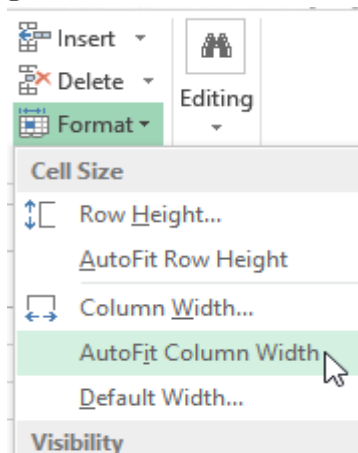 Insert
Delete
Format
Editing
Cell Size
Row Height...
AutoFit Row Height
Column Width...
AutoFit Column Width
Default Width...
Visibility